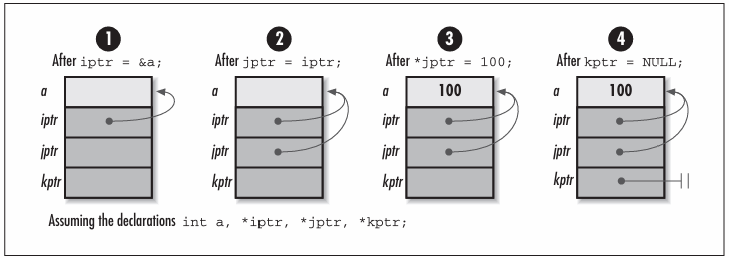 1 2 3 4
After iptr = &a; After jptr = iptr; After *jptr = 100; After kptr = NULL;
a a a 100 a 100
iptr iptr iptr iptr
jptr jptr jptr jptr
kptr kptr kptr kptr
Assuming the declarations int a, *iptr, *jptr, *kptr;